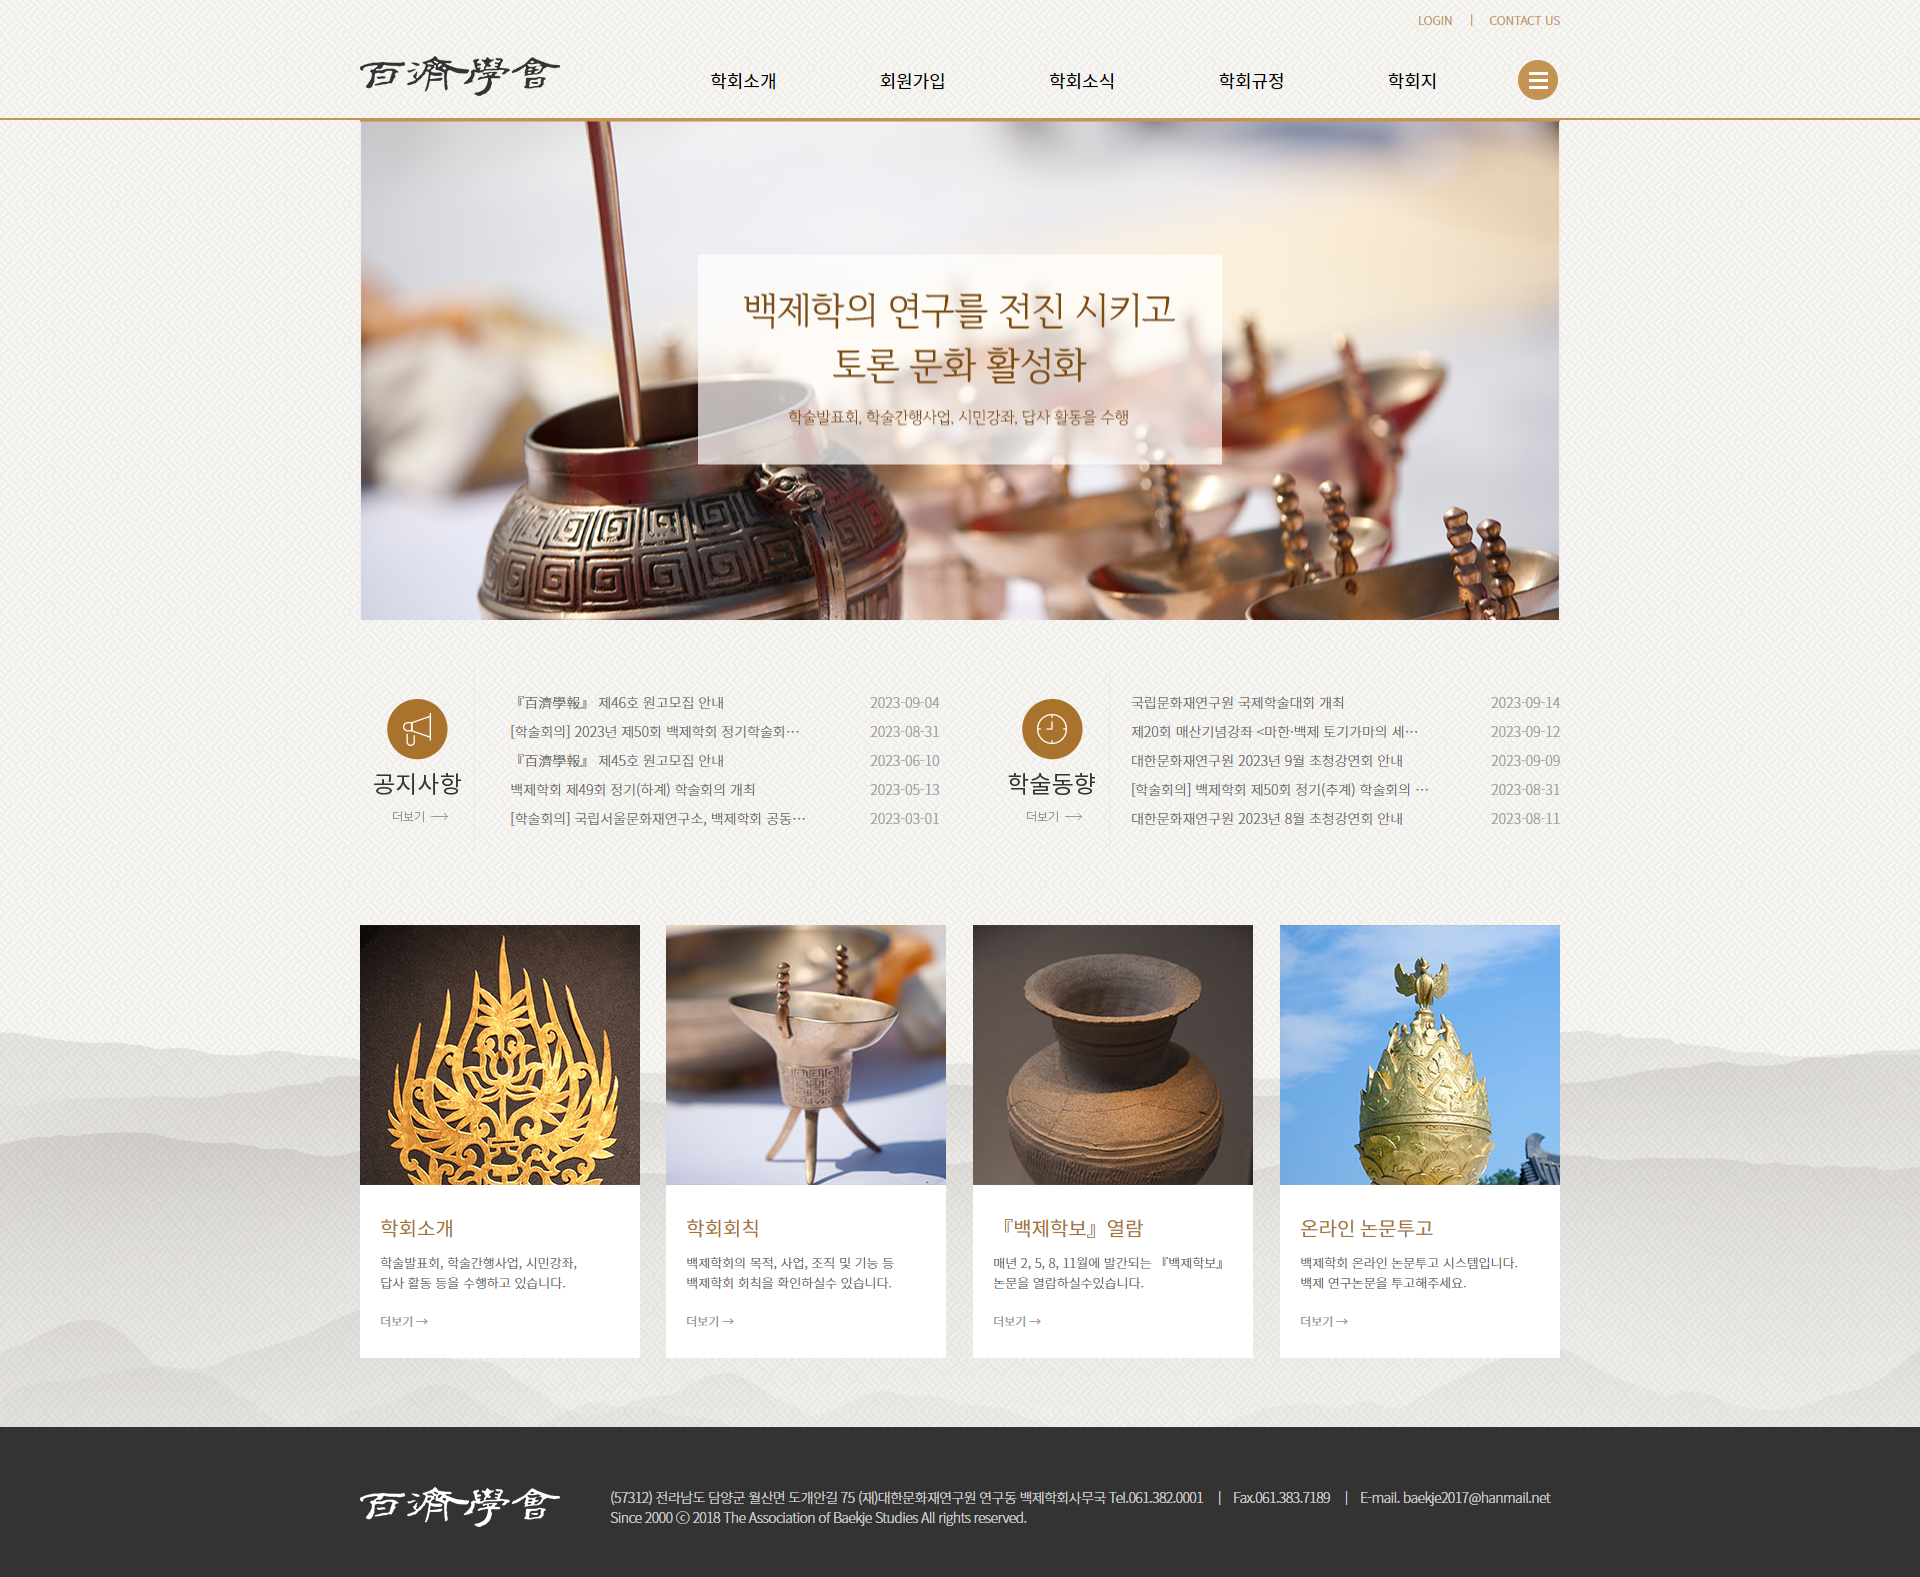 LOGIN | CONTACT US
百濟學會
학회소개 회원가입 학회소식 학회규정 학회지
백제학의 연구를 전진 시키고
토론 문화 활성화
학술발표회, 학술간행사업, 시민강좌, 답사 활동을 수행
공지사항
더보기
『百濟學報』 제46호 원고모집 안내 2023-09-04
[학술회의] 2023년 제50회 백제학회 정기학술회… 2023-08-31
『百濟學報』 제45호 원고모집 안내 2023-06-10
백제학회 제49회 정기(하계) 학술회의 개최 2023-05-13
[학술회의] 국립서울문화재연구소, 백제학회 공동… 2023-03-01
학술동향
더보기
국립문화재연구원 국제학술대회 개최 2023-09-14
제20회 매산기념강좌 <마한·백제 토기가마의 세… 2023-09-12
대한문화재연구원 2023년 9월 초청강연회 안내 2023-09-09
[학술회의] 백제학회 제50회 정기(추계) 학술회의 … 2023-08-31
대한문화재연구원 2023년 8월 초청강연회 안내 2023-08-11
학회소개
학술발표회, 학술간행사업, 시민강좌,
답사 활동 등을 수행하고 있습니다.
더보기 →
학회회칙
백제학회의 목적, 사업, 조직 및 기능 등
백제학회 회칙을 확인하실수 있습니다.
더보기 →
『백제학보』 열람
매년 2, 5, 8, 11월에 발간되는 『백제학보』
논문을 열람하실수있습니다.
더보기 →
온라인 논문투고
백제학회 온라인 논문투고 시스템입니다.
백제 연구논문을 투고해주세요.
더보기 →
百濟學會
(57312) 전라남도 담양군 월산면 도개안길 75 (재)대한문화재연구원 연구동 백제학회사무국 Tel.061.382.0001 | Fax.061.383.7189 | E-mail. baekje2017@hanmail.net
Since 2000 ⓒ 2018 The Association of Baekje Studies All rights reserved.